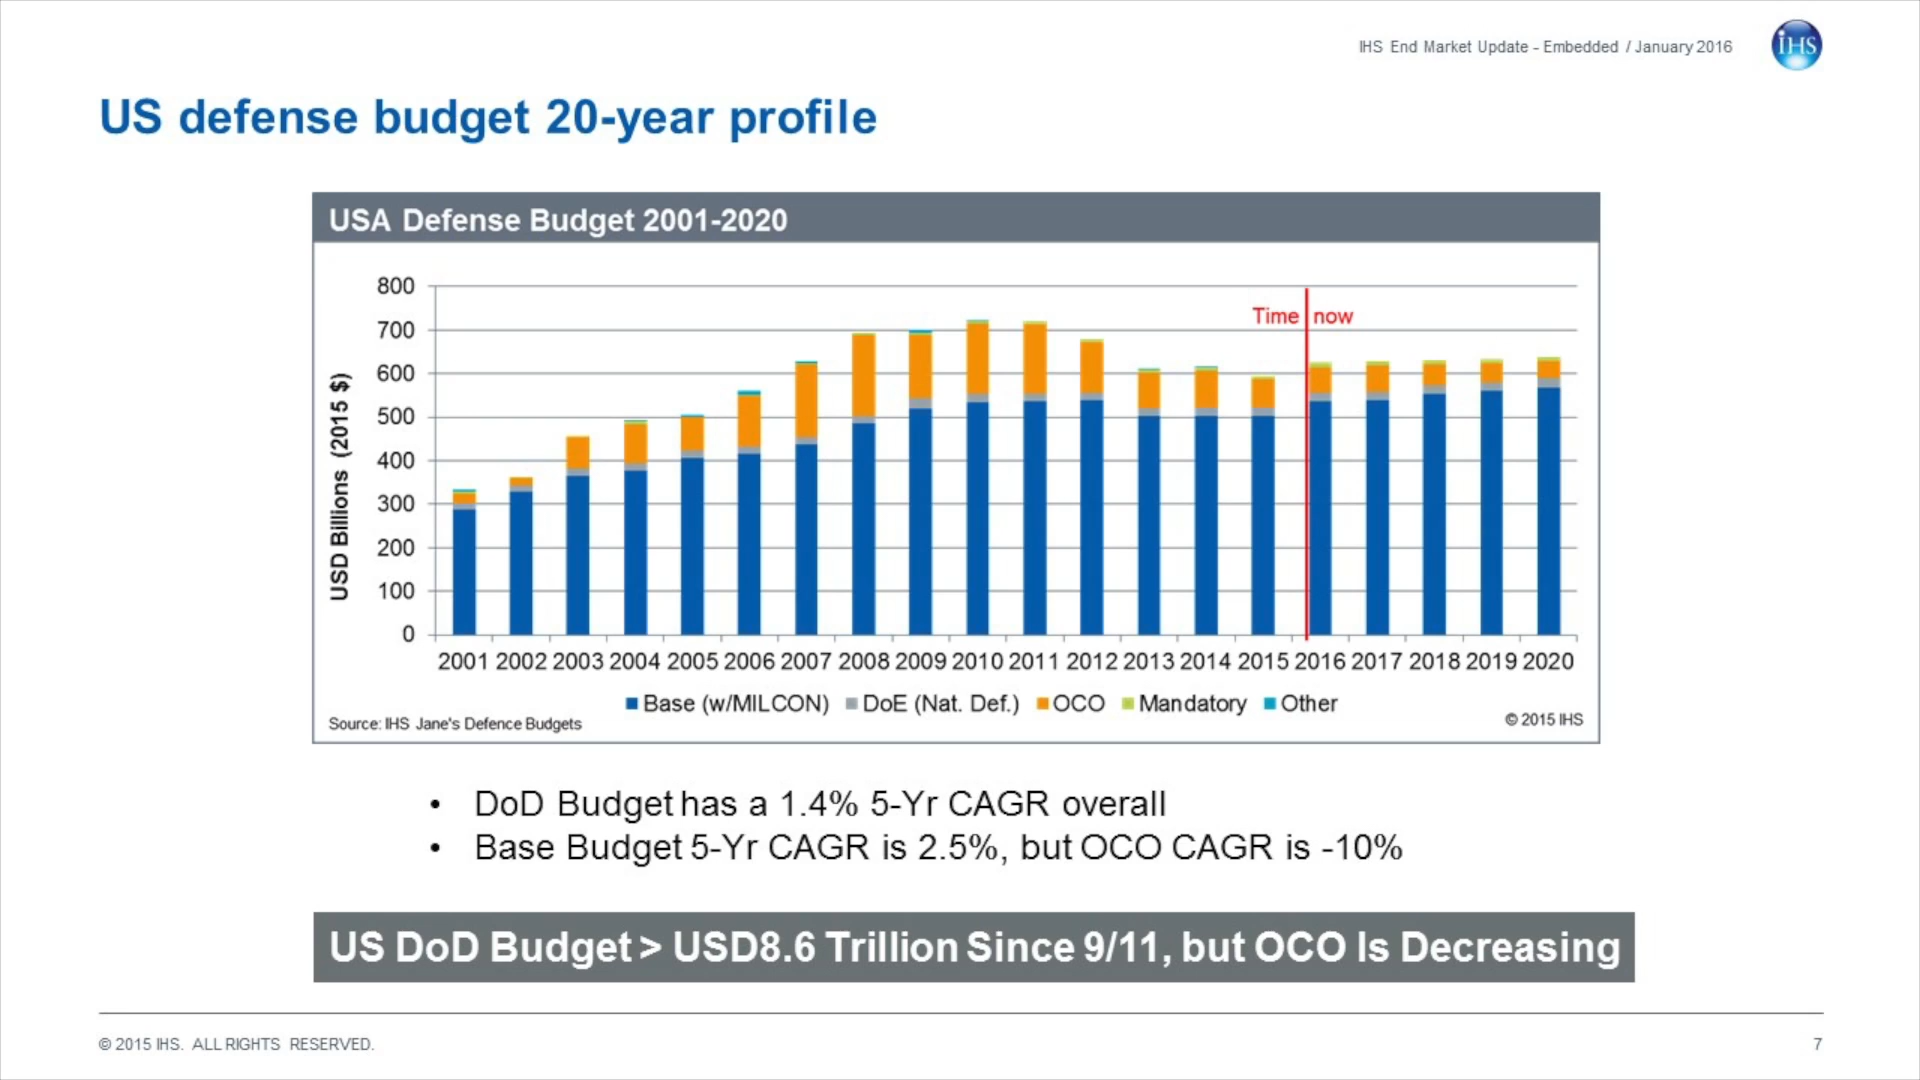 IHS End Market Update - Embedded / January 2016
iHS
US defense budget 20-year profile
USA Defense Budget 2001-2020
800
700
600
500
400
300
200
100
0
USD Billions (2015 $)
Time now
2001 2002 2003 2004 2005 2006 2007 2008 2009 2010 2011 2012 2013 2014 2015 2016 2017 2018 2019 2020
Base (w/MILCON) DoE (Nat. Def.) OCO Mandatory Other
Source: IHS Jane's Defence Budgets
© 2015 IHS
• DoD Budget has a 1.4% 5-Yr CAGR overall
• Base Budget 5-Yr CAGR is 2.5%, but OCO CAGR is -10%
US DoD Budget > USD8.6 Trillion Since 9/11, but OCO Is Decreasing
© 2015 IHS. ALL RIGHTS RESERVED.
7